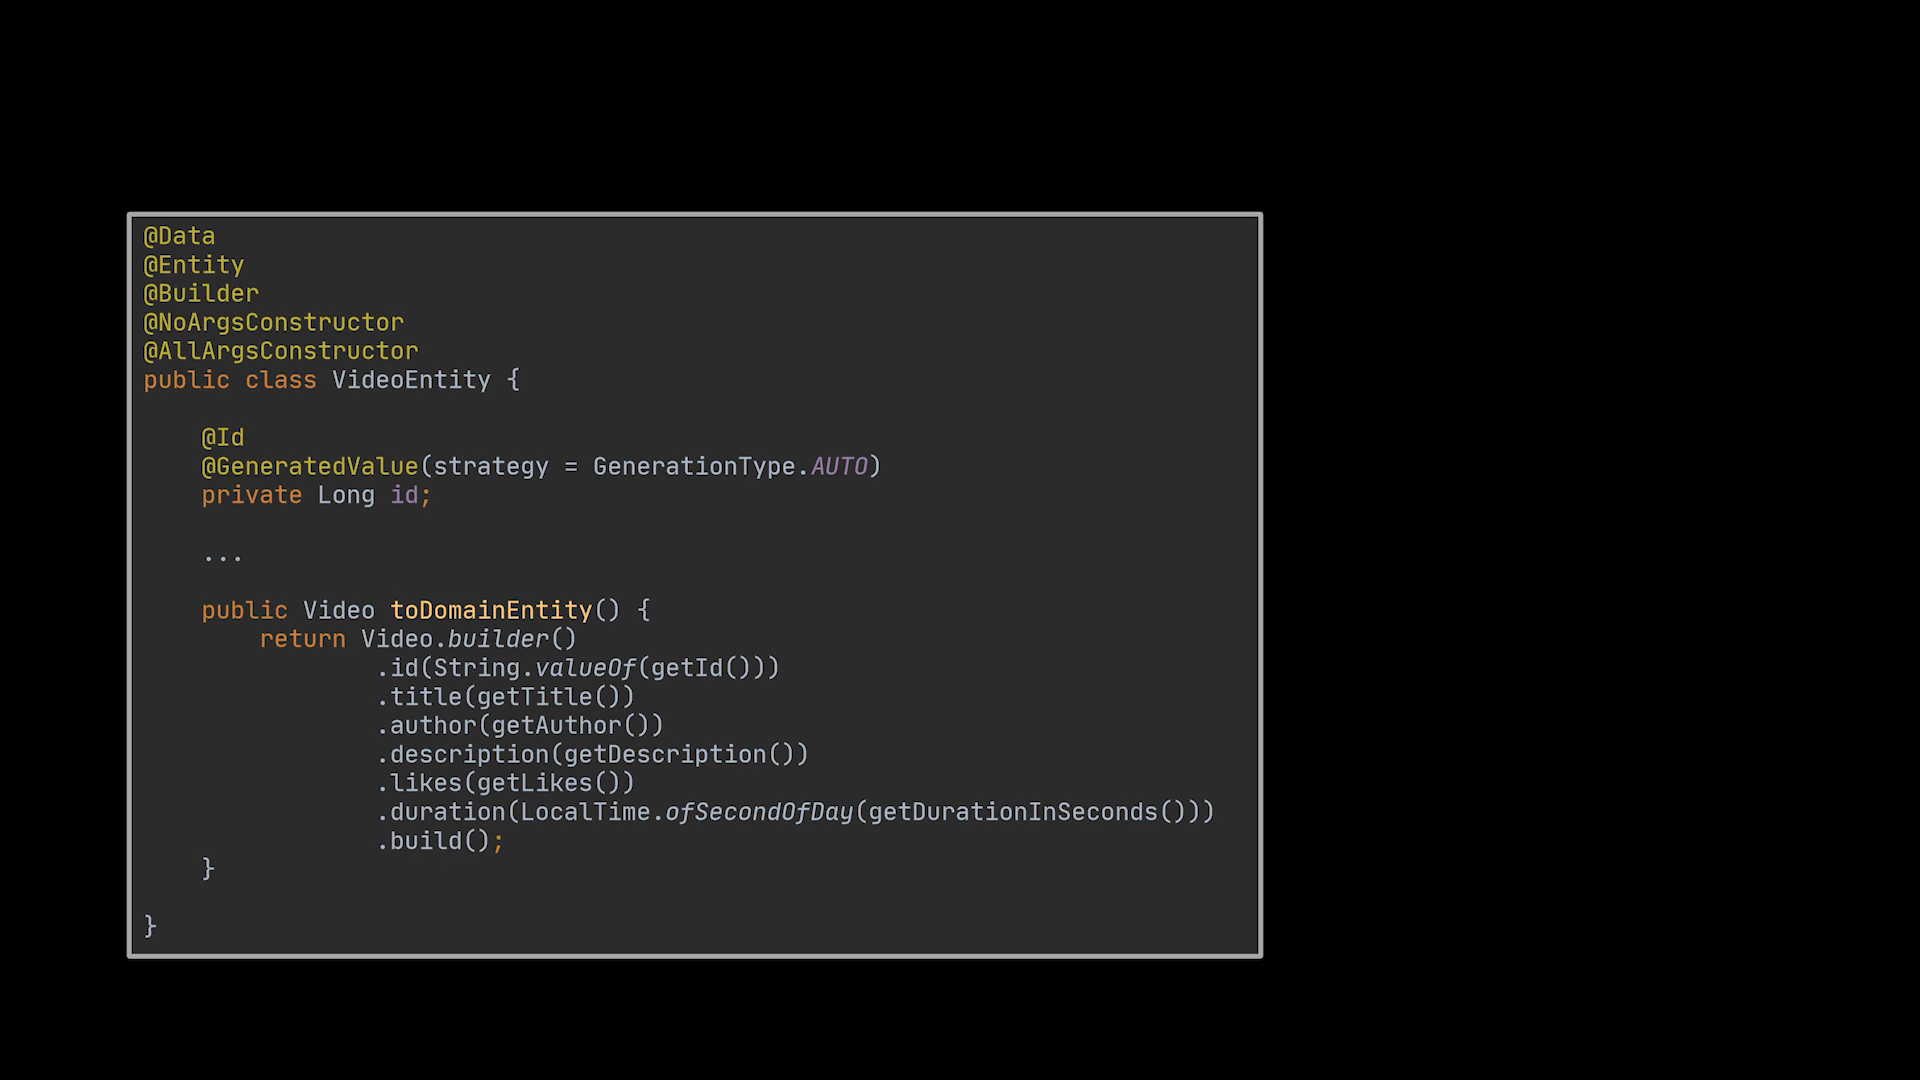 @Data
@Entity
@Builder
@NoArgsConstructor
@AllArgsConstructor
public class VideoEntity {
    @Id
    @GeneratedValue(strategy = GenerationType.AUTO)
    private Long id;
    ...
    public Video toDomainEntity() {
        return Video.builder()
                .id(String.valueOf(getId()))
                .title(getTitle())
                .author(getAuthor())
                .description(getDescription())
                .likes(getLikes())
                .duration(LocalTime.ofSecondOfDay(getDurationInSeconds()))
                .build();
    }
}